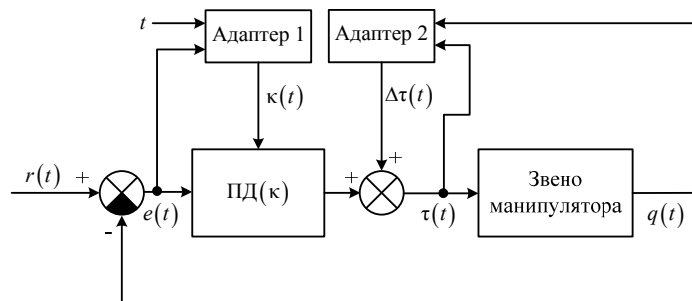 t
Адаптер 1
Адаптер 2
κ(t)
Δτ(t)
r(t)
+
-
e(t)
ПД(κ)
+
+
τ(t)
Звено
манипулятора
q(t)